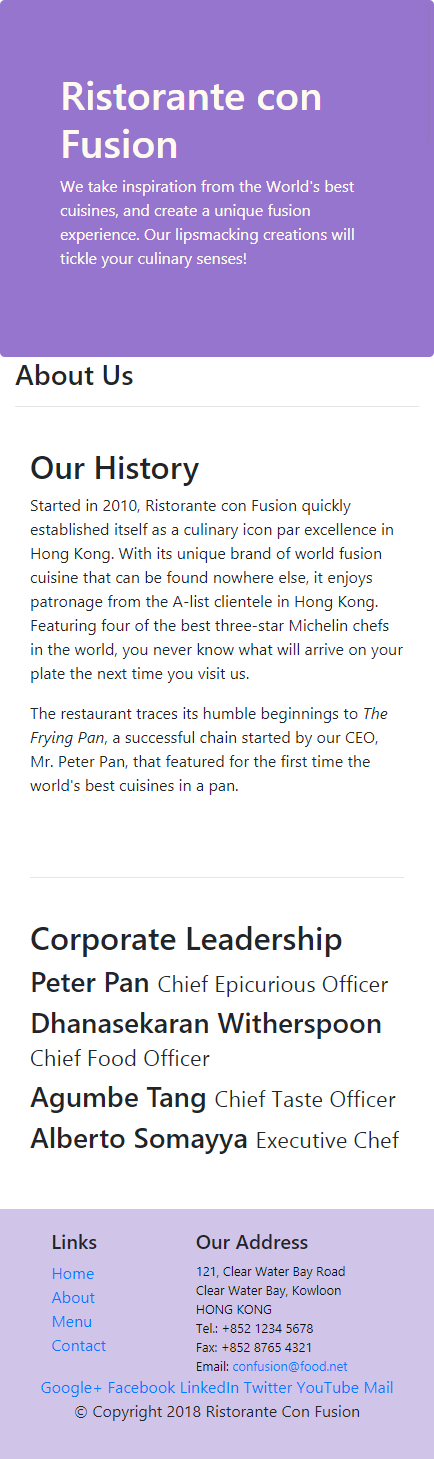 Ristorante con
Fusion
We take inspiration from the World's best
cuisines, and create a unique fusion
experience. Our lipsmacking creations will
tickle your culinary senses!
About Us
Our History
Started in 2010, Ristorante con Fusion quickly
established itself as a culinary icon par excellence in
Hong Kong. With its unique brand of world fusion
cuisine that can be found nowhere else, it enjoys
patronage from the A-list clientele in Hong Kong.
Featuring four of the best three-star Michelin chefs
in the world, you never know what will arrive on your
plate the next time you visit us.
The restaurant traces its humble beginnings to The
Frying Pan, a successful chain started by our CEO,
Mr. Peter Pan, that featured for the first time the
world's best cuisines in a pan.
Corporate Leadership
Peter Pan Chief Epicurious Officer
Dhanasekaran Witherspoon
Chief Food Officer
Agumbe Tang Chief Taste Officer
Alberto Somayya Executive Chef
Links
Home
About
Menu
Contact
Our Address
121, Clear Water Bay Road
Clear Water Bay, Kowloon
HONG KONG
Tel.: +852 1234 5678
Fax: +852 8765 4321
Email: confusion@food.net
Google+ Facebook LinkedIn Twitter YouTube Mail
© Copyright 2018 Ristorante Con Fusion